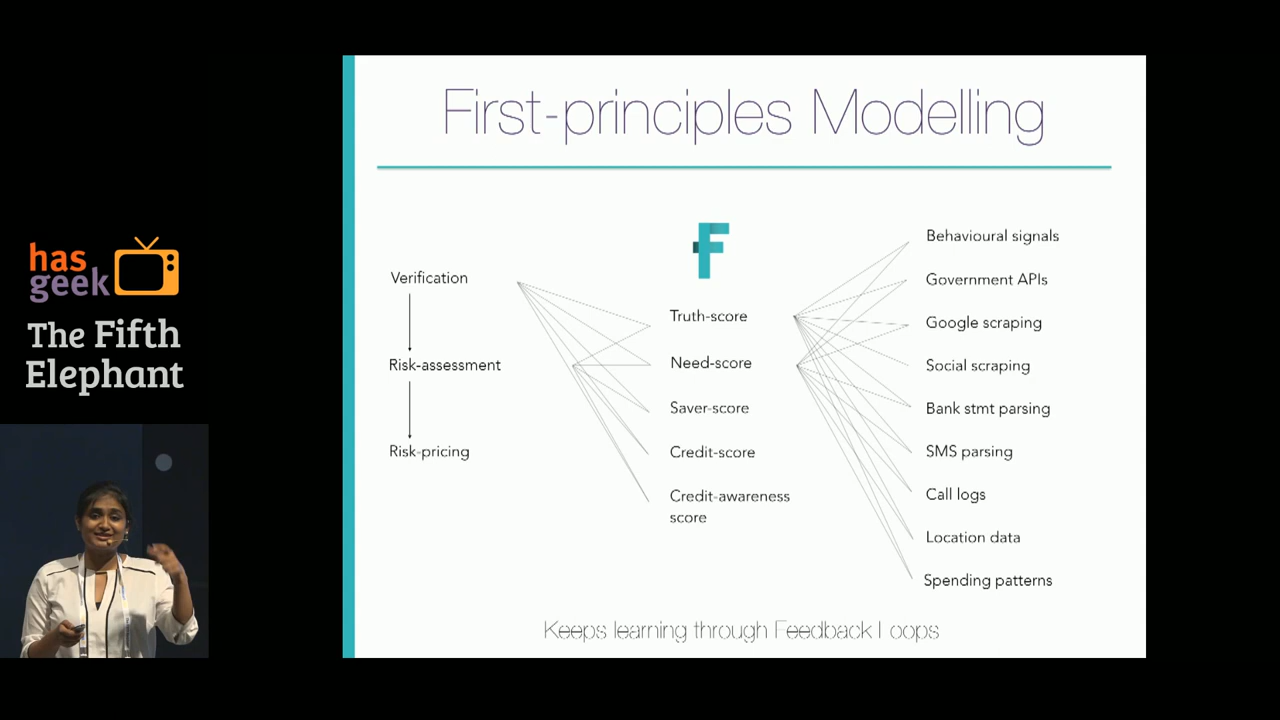 First-principles Modelling
has
geek
The Fifth
Elephant
F
Verification
Risk-assessment
Risk-pricing
Truth-score
Need-score
Saver-score
Credit-score
Credit-awareness
score
Behavioural signals
Government APIs
Google scraping
Social scraping
Bank stmt parsing
SMS parsing
Call logs
Location data
Spending patterns
Keeps learning through Feedback Loops